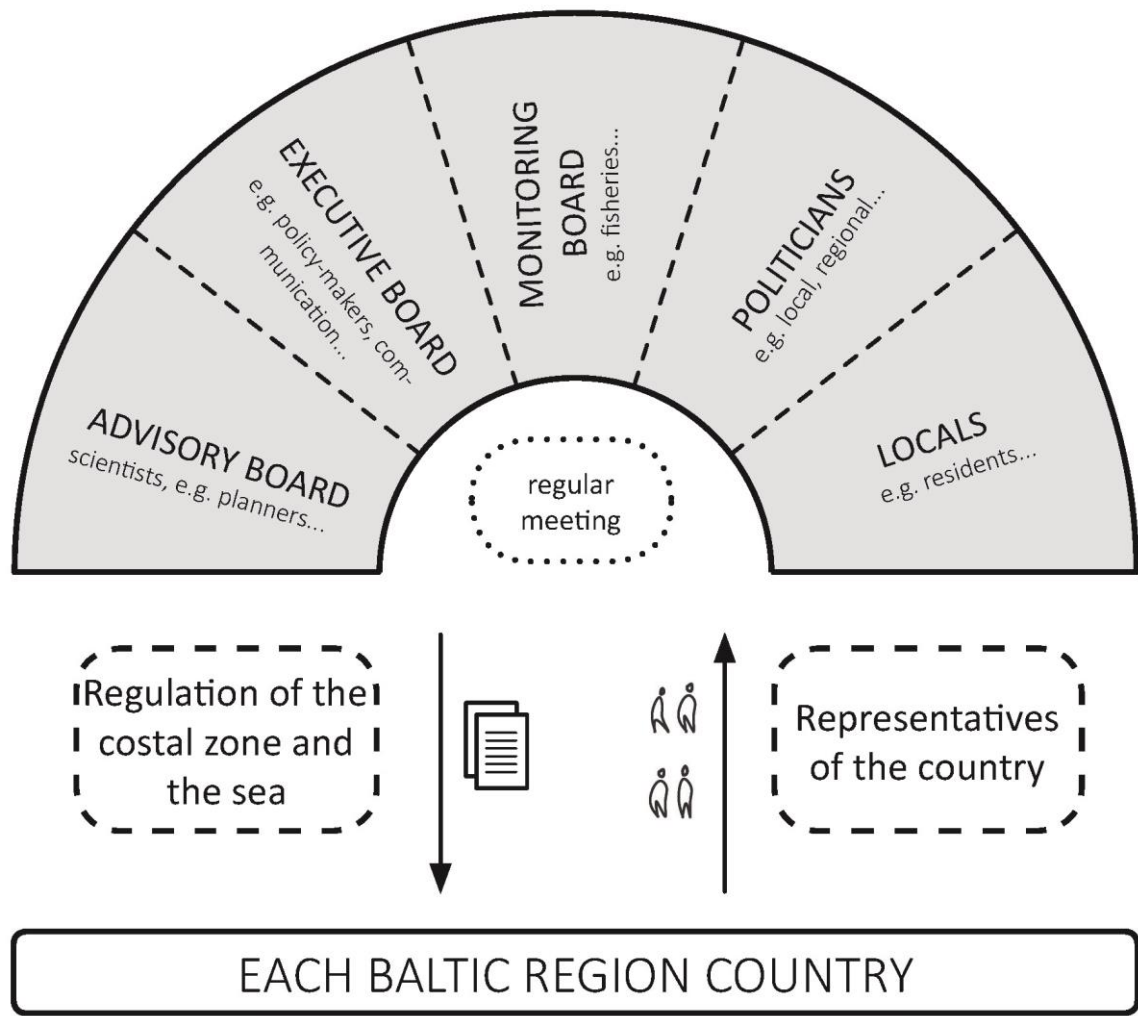 ADVISORY BOARD
scientists, e.g. planners...
EXECUTIVE BOARD
e.g. policy-makers, com-
munication...
MONITORING
BOARD
e.g. fisheries...
POLITICIANS
e.g. local, regional...
LOCALS
e.g. residents...
regular
meeting
Regulation of the
costal zone and
the sea
Representatives
of the country
EACH BALTIC REGION COUNTRY